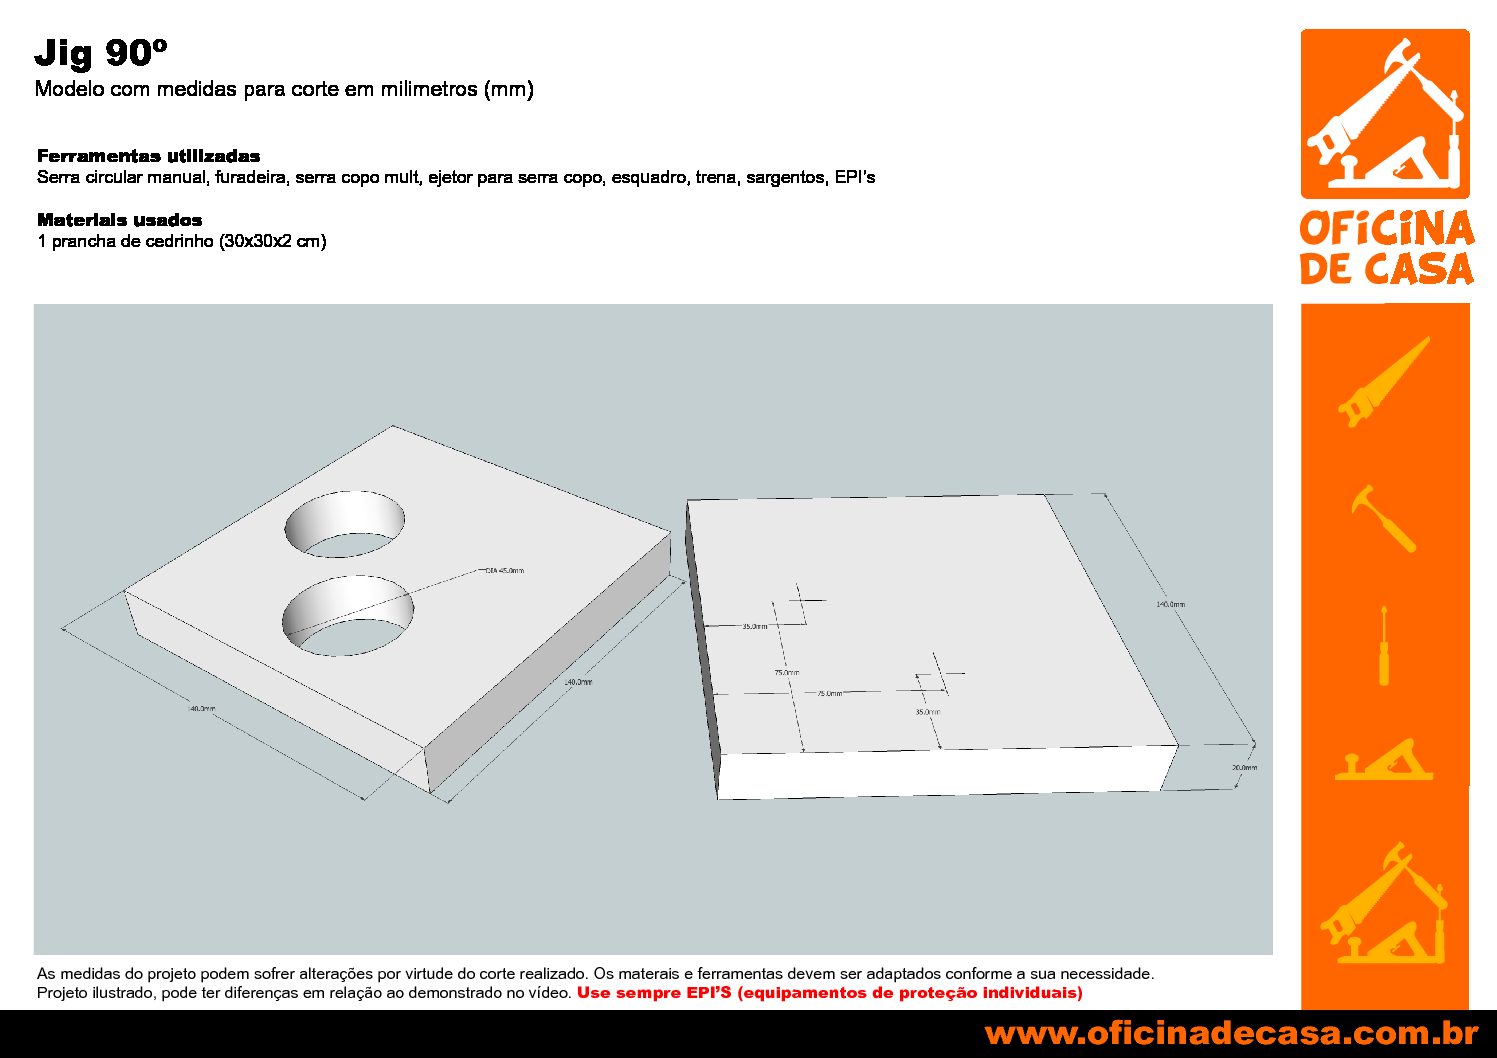 Jig 90º
Modelo com medidas para corte em milimetros (mm)
Ferramentas utilizadas
Serra circular manual, furadeira, serra copo mult, ejetor para serra copo, esquadro, trena, sargentos, EPI's
Materiais usados
1 prancha de cedrinho (30x30x2 cm)
OFiCiNA
DE CASA
DIA 45.0mm
140.0mm
140.0mm
140.0mm
35.0mm
75.0mm
75.0mm
35.0mm
20.0mm
As medidas do projeto podem sofrer alterações por virtude do corte realizado. Os materais e ferramentas devem ser adaptados conforme a sua necessidade.
Projeto ilustrado, pode ter diferenças em relação ao demonstrado no vídeo. Use sempre EPI'S (equipamentos de proteção individuais)
www.oficinadecasa.com.br